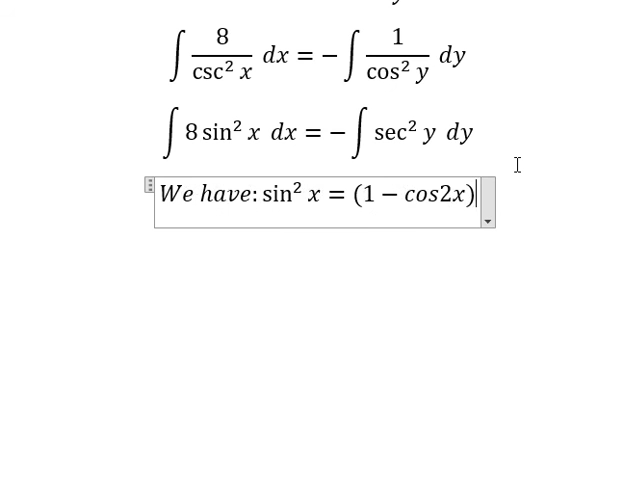 ∫ 8/csc² x dx = − ∫ 1/cos² y dy
∫ 8 sin² x dx = − ∫ sec² y dy
We have: sin² x = (1 − cos2x)